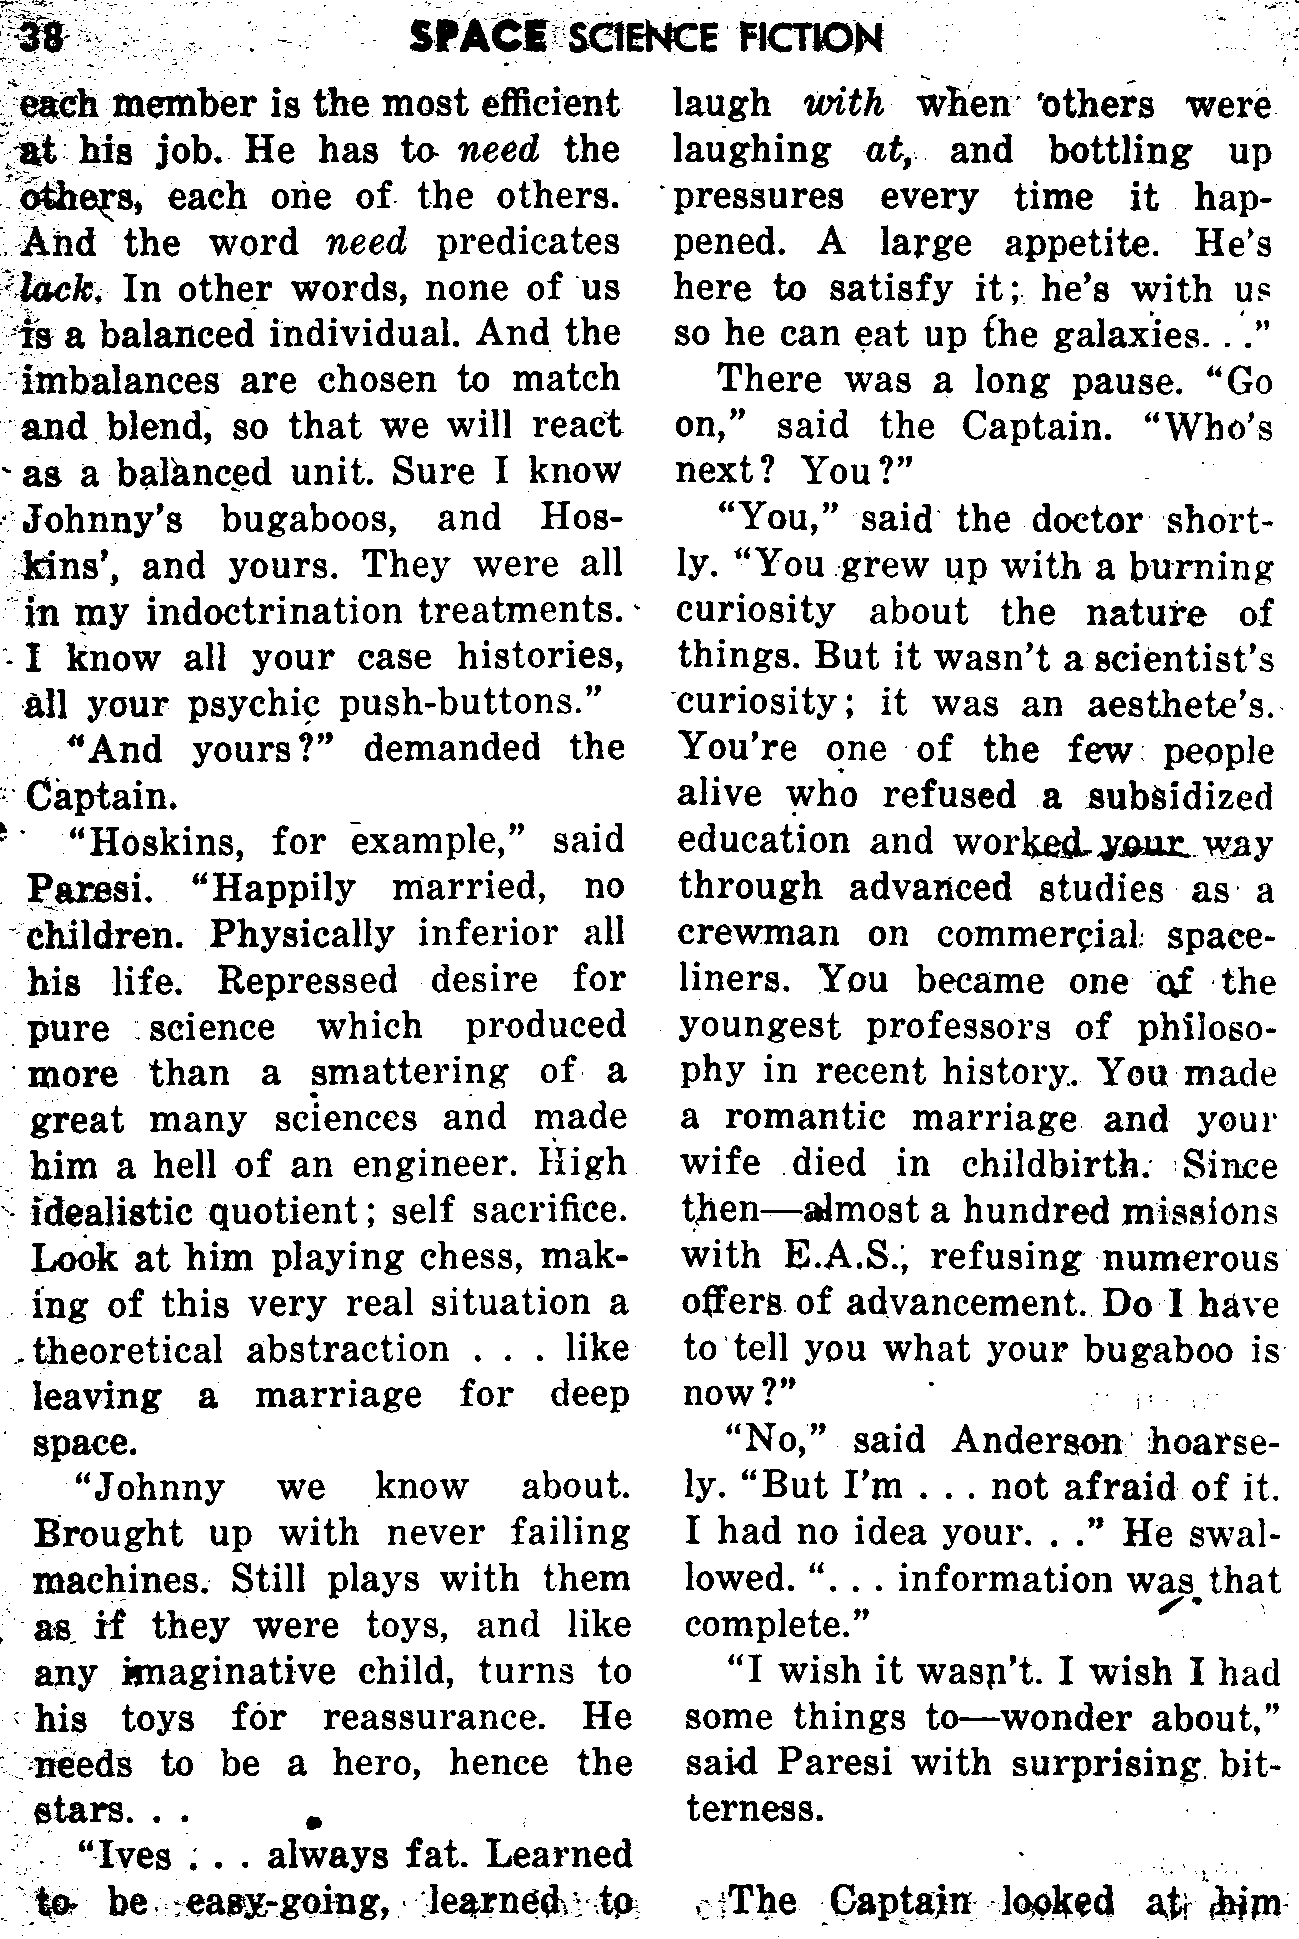 38
SPACE SCIENCE FICTION
each member is the most efficient
at his job. He has to need the
others, each one of the others.
And the word need predicates
lack. In other words, none of us
is a balanced individual. And the
imbalances are chosen to match
and blend, so that we will react
as a balanced unit. Sure I know
Johnny's bugaboos, and Hos-
kins', and yours. They were all
in my indoctrination treatments.
I know all your case histories,
all your psychic push-buttons."
"And yours?" demanded the
Captain.
"Hoskins, for example," said
Paresi. "Happily married, no
children. Physically inferior all
his life. Repressed desire for
pure science which produced
more than a smattering of a
great many sciences and made
him a hell of an engineer. High
idealistic quotient; self sacrifice.
Look at him playing chess, mak-
ing of this very real situation a
theoretical abstraction . . . like
leaving a marriage for deep
space.
"Johnny we know about.
Brought up with never failing
machines. Still plays with them
as if they were toys, and like
any imaginative child, turns to
his toys for reassurance. He
needs to be a hero, hence the
stars. . .
"Ives . . . always fat. Learned
to be easy-going, learned to
laugh with when others were
laughing at, and bottling up
pressures every time it hap-
pened. A large appetite. He's
here to satisfy it; he's with us
so he can eat up the galaxies. . ."
There was a long pause. "Go
on," said the Captain. "Who's
next? You?"
"You," said the doctor short-
ly. "You grew up with a burning
curiosity about the nature of
things. But it wasn't a scientist's
curiosity; it was an aesthete's.
You're one of the few people
alive who refused a subsidized
education and worked your way
through advanced studies as a
crewman on commercial space-
liners. You became one of the
youngest professors of philoso-
phy in recent history. You made
a romantic marriage and your
wife died in childbirth. Since
then—almost a hundred missions
with E.A.S., refusing numerous
offers of advancement. Do I have
to tell you what your bugaboo is
now?"
"No," said Anderson hoarse-
ly. "But I'm . . . not afraid of it.
I had no idea your. . ." He swal-
lowed. ". . . information was that
complete."
"I wish it wasn't. I wish I had
some things to—wonder about,"
said Paresi with surprising bit-
terness.
The Captain looked at him